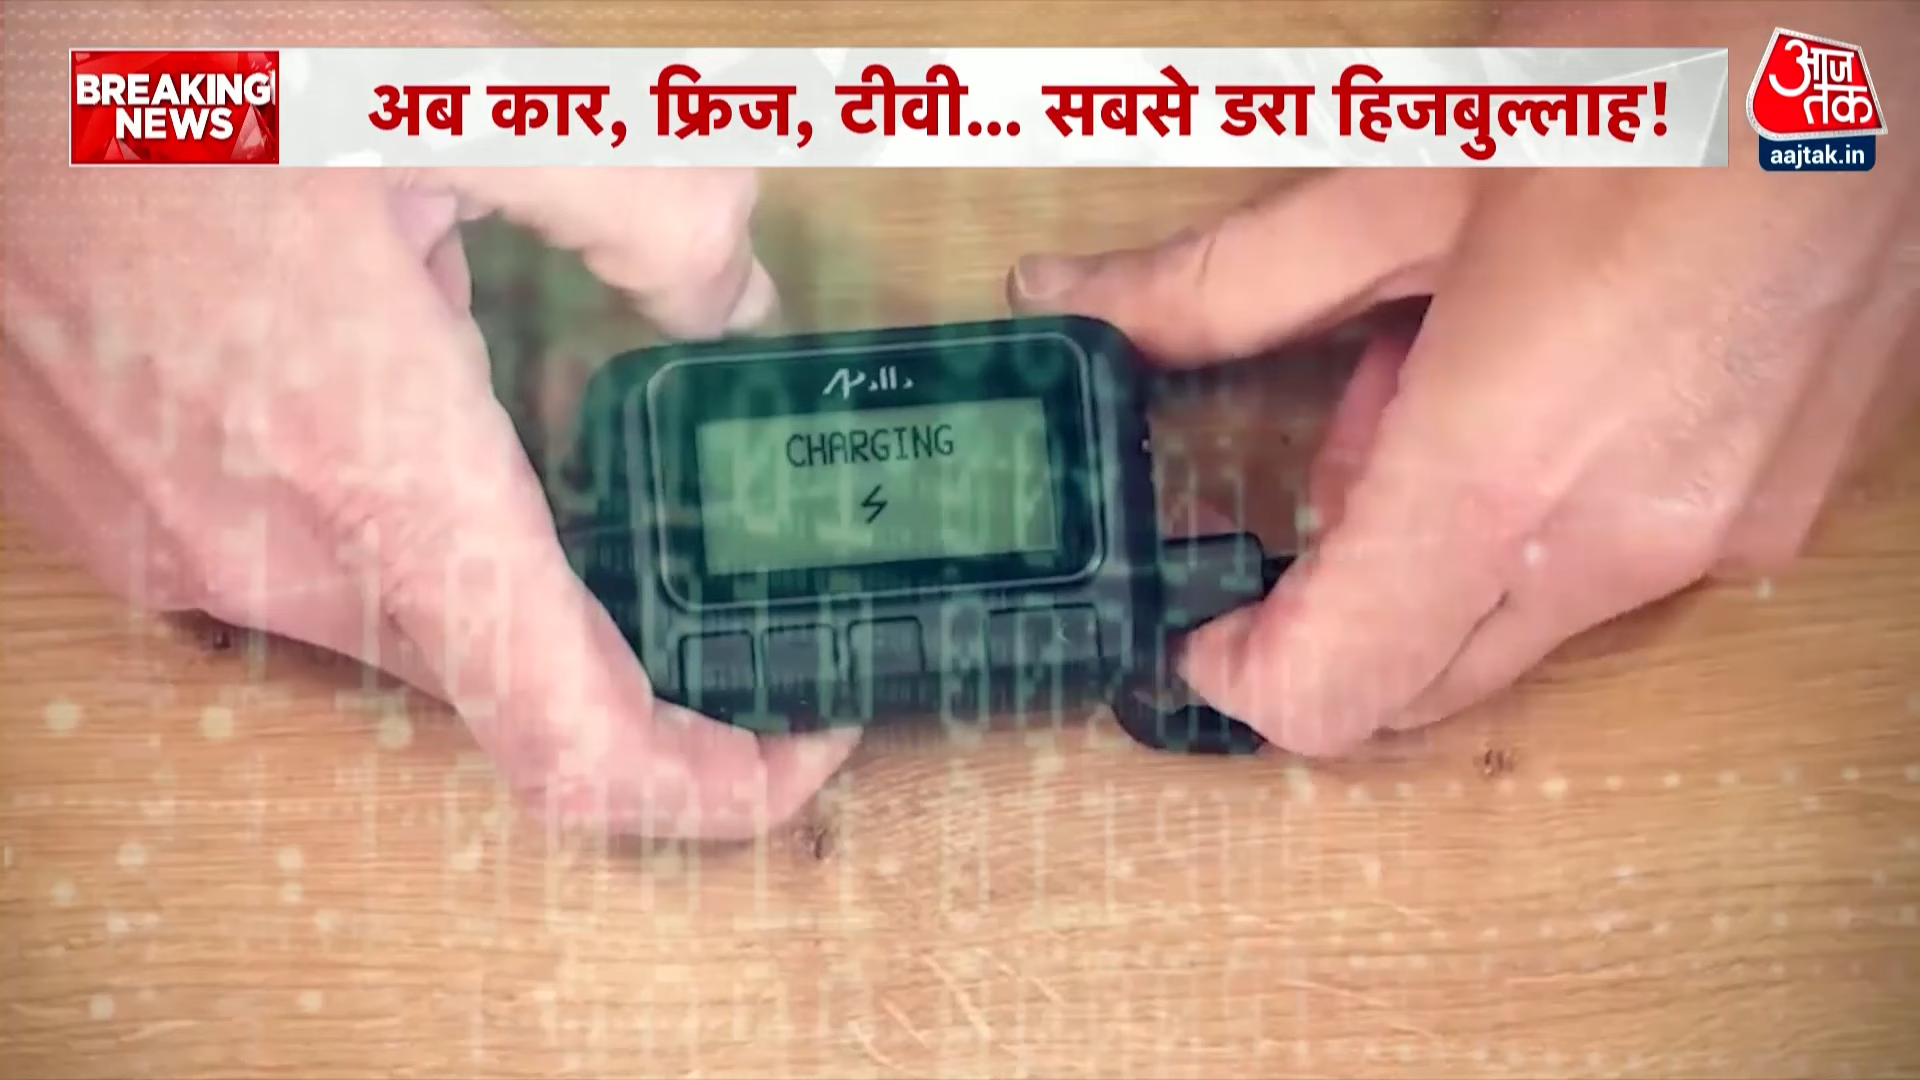 BREAKING
NEWS
अब कार, फ्रिज, टीवी... सबसे डरा हिजबुल्लाह!
आज
तक
aajtak.in
CHARGING